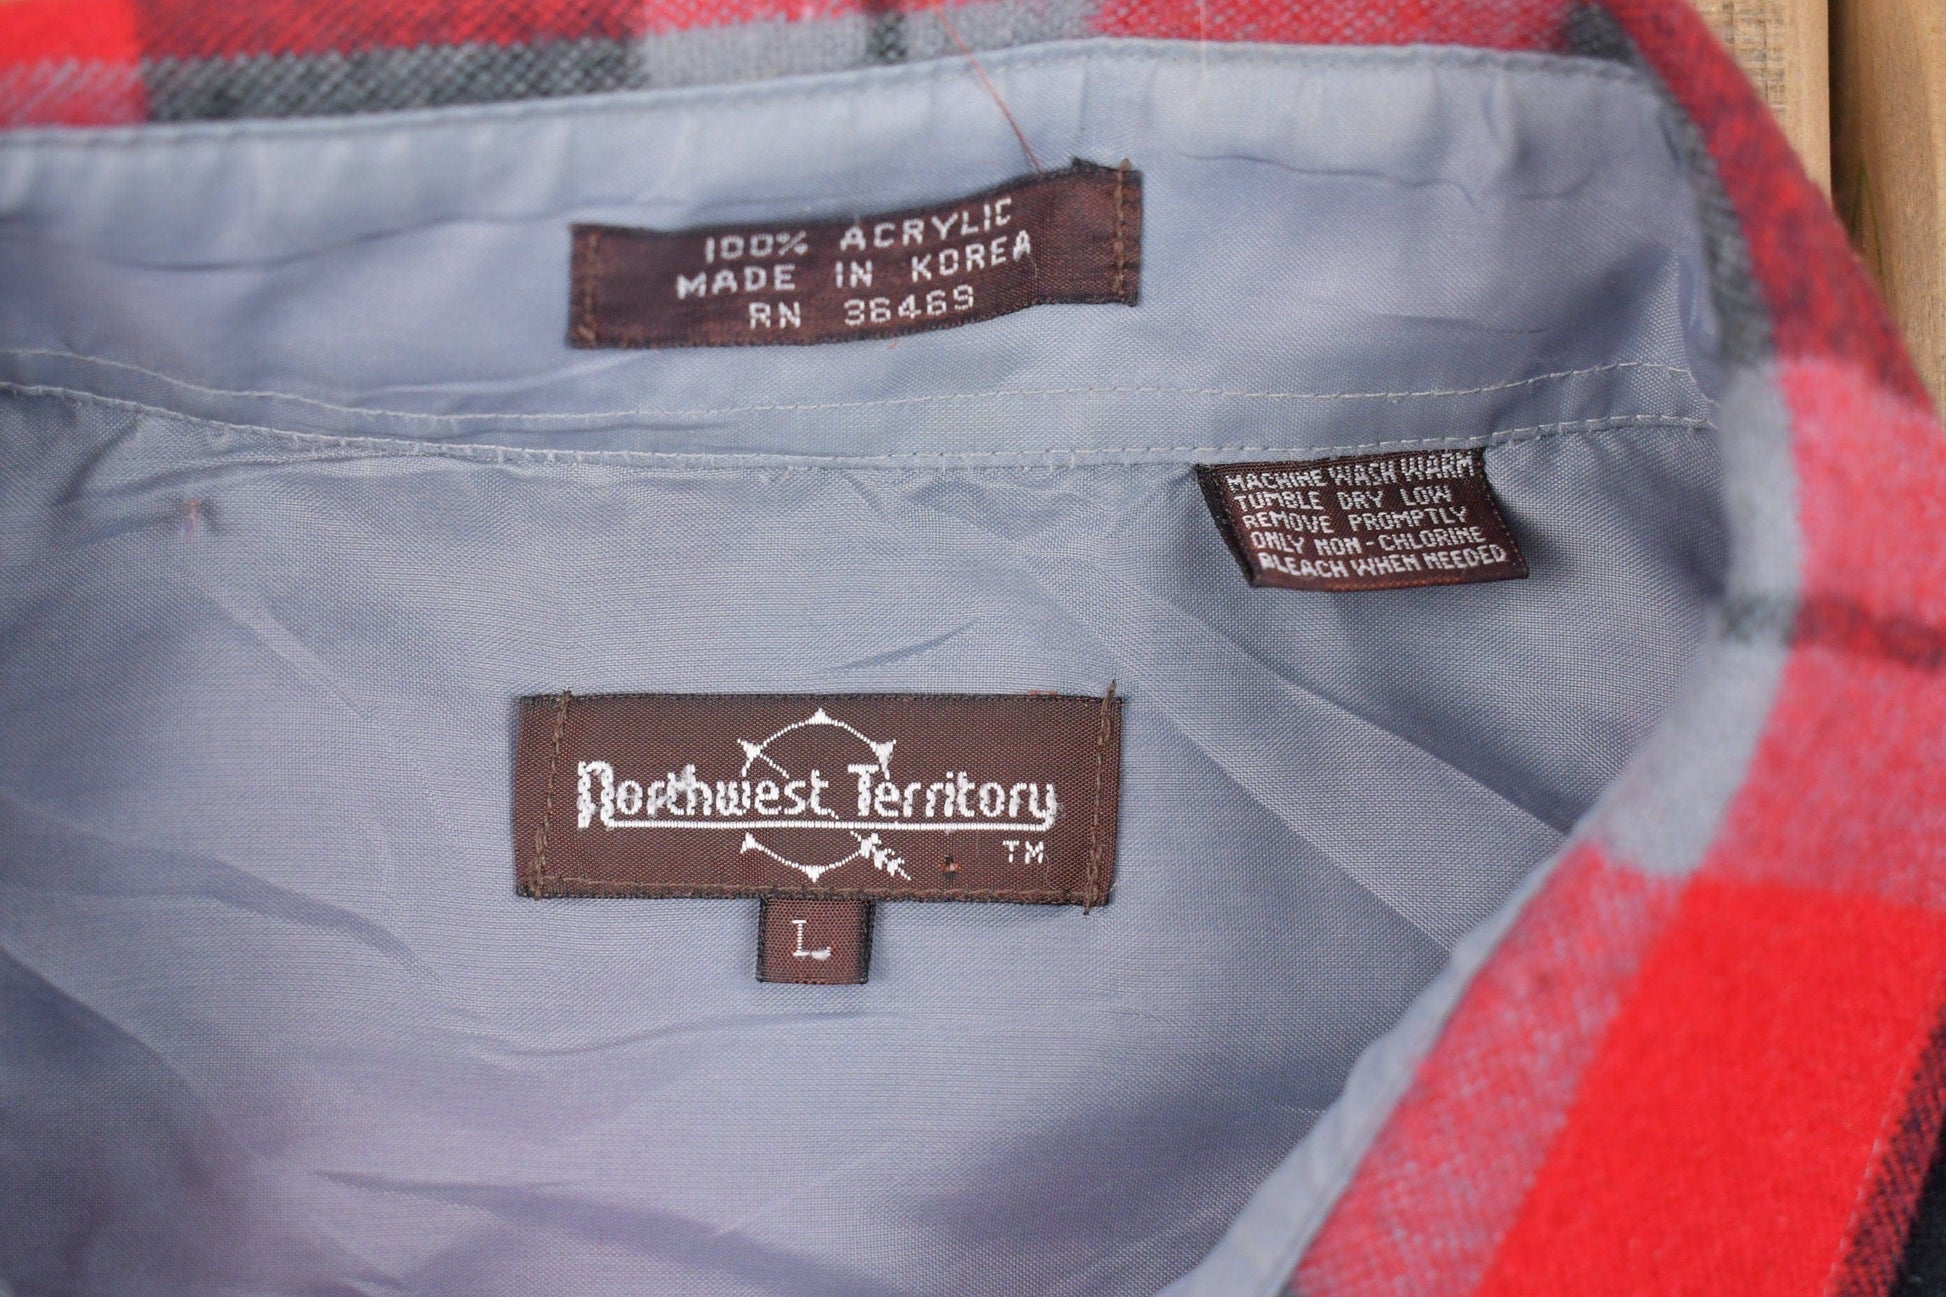 100% ACRYLIC
MADE IN KOREA
RN 36469
MACHINE WASH WARM
TUMBLE DRY LOW
REMOVE PROMPTLY
ONLY NON-CHLORINE
BLEACH WHEN NEEDED
Northwest Territory
TM
L